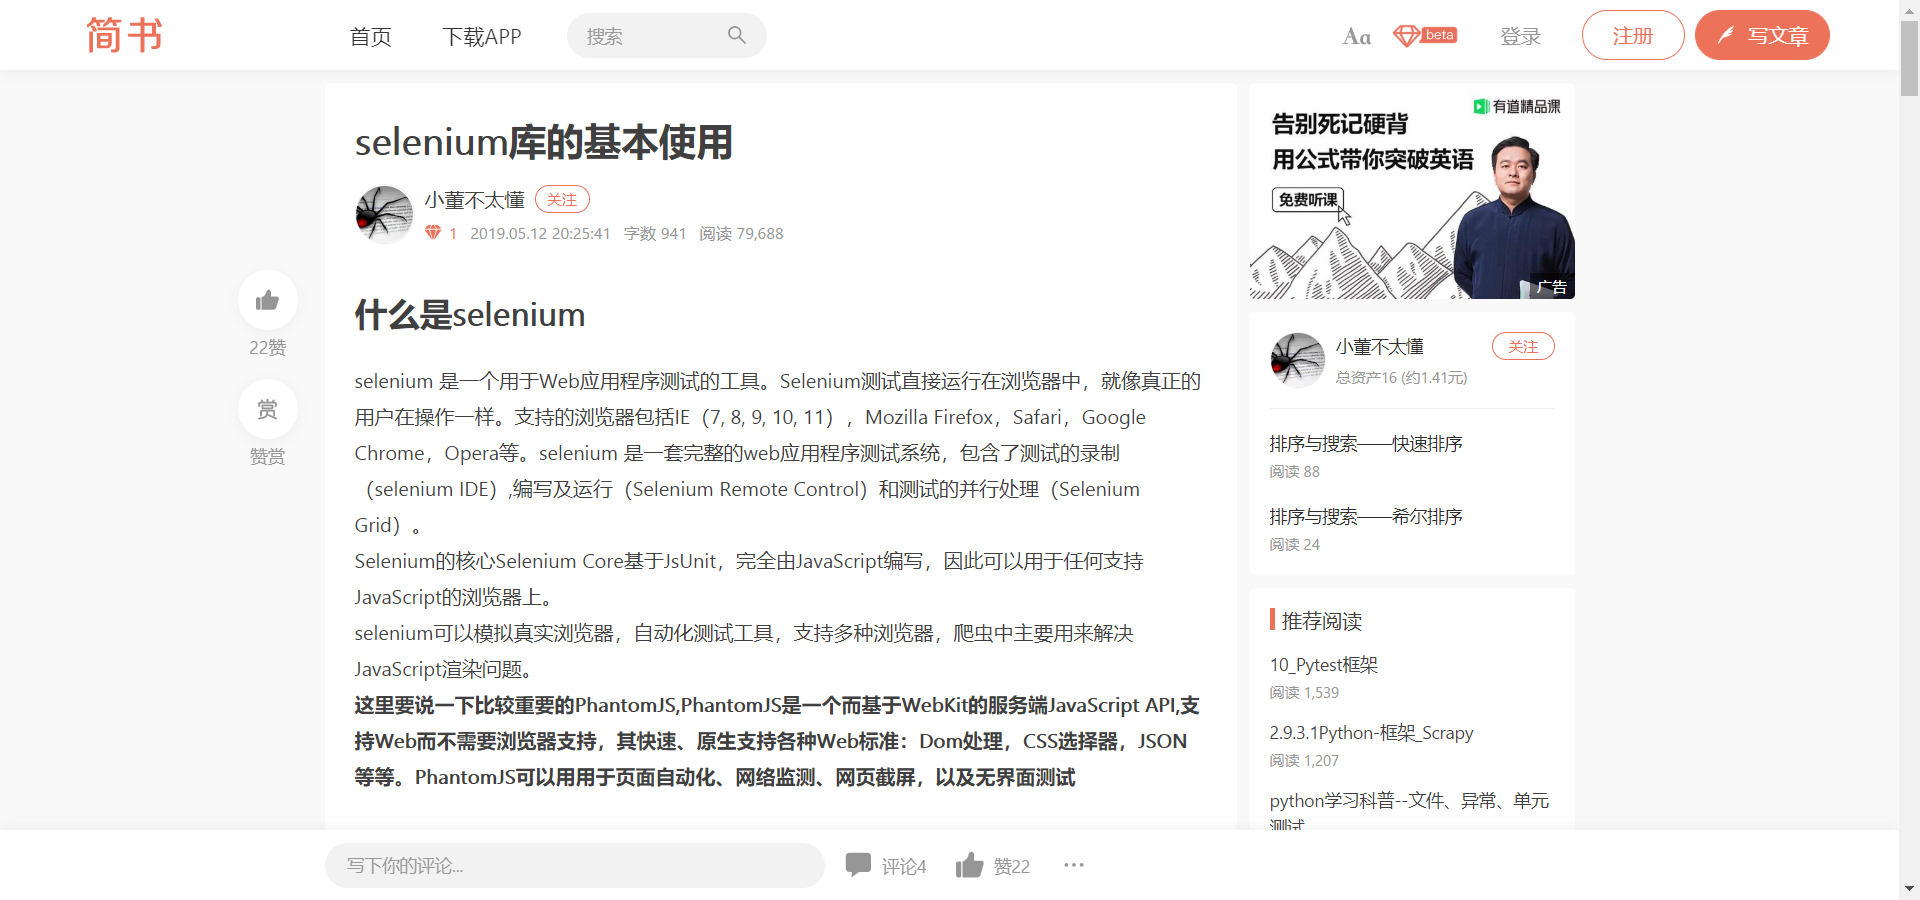 简书
首页
下载APP
搜索
Aa
beta
登录
注册
写文章
selenium库的基本使用
小董不太懂
关注
1 2019.05.12 20:25:41 字数 941 阅读 79,688
什么是selenium
selenium 是一个用于Web应用程序测试的工具。Selenium测试直接运行在浏览器中，就像真正的
用户在操作一样。支持的浏览器包括IE（7, 8, 9, 10, 11），Mozilla Firefox，Safari，Google
Chrome，Opera等。selenium 是一套完整的web应用程序测试系统，包含了测试的录制
（selenium IDE）,编写及运行（Selenium Remote Control）和测试的并行处理（Selenium
Grid）。
Selenium的核心Selenium Core基于JsUnit，完全由JavaScript编写，因此可以用于任何支持
JavaScript的浏览器上。
selenium可以模拟真实浏览器，自动化测试工具，支持多种浏览器，爬虫中主要用来解决
JavaScript渲染问题。
这里要说一下比较重要的PhantomJS,PhantomJS是一个而基于WebKit的服务端JavaScript API,支
持Web而不需要浏览器支持，其快速、原生支持各种Web标准：Dom处理，CSS选择器，JSON
等等。PhantomJS可以用用于页面自动化、网络监测、网页截屏，以及无界面测试
22赞
赏
赞赏
有道精品课
告别死记硬背
用公式带你突破英语
免费听课
广告
小董不太懂
关注
总资产16 (约1.41元)
排序与搜索——快速排序
阅读 88
排序与搜索——希尔排序
阅读 24
推荐阅读
10_Pytest框架
阅读 1,539
2.9.3.1Python-框架_Scrapy
阅读 1,207
python学习科普--文件、异常、单元
测试
写下你的评论...
评论4
赞22